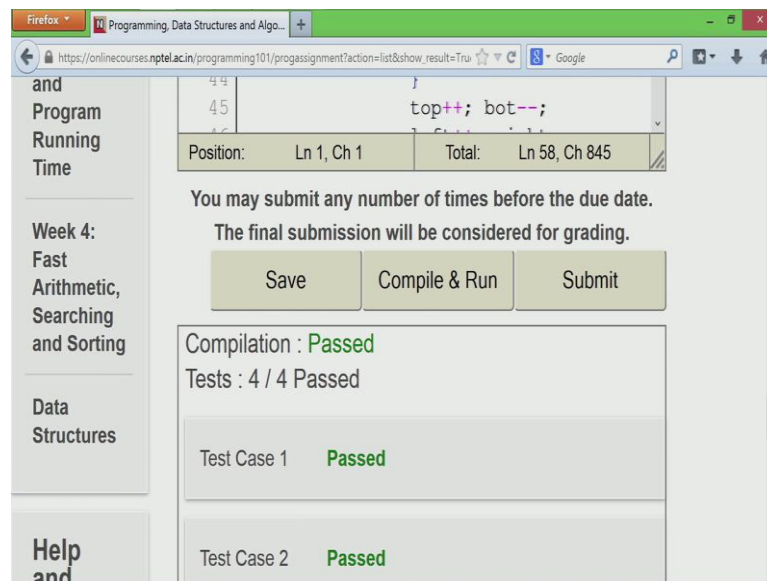 Firefox
Programming, Data Structures and Algo...
https://onlinecourses.nptel.ac.in/programming101/progassignment?action=list&show_result=Tru
Google
and
Program
Running
Time
Week 4:
Fast
Arithmetic,
Searching
and Sorting
Data
Structures
Help
and
44 }
45 top++; bot--;
Position: Ln 1, Ch 1 Total: Ln 58, Ch 845
You may submit any number of times before the due date.
The final submission will be considered for grading.
Save Compile & Run Submit
Compilation : Passed
Tests : 4 / 4 Passed
Test Case 1 Passed
Test Case 2 Passed